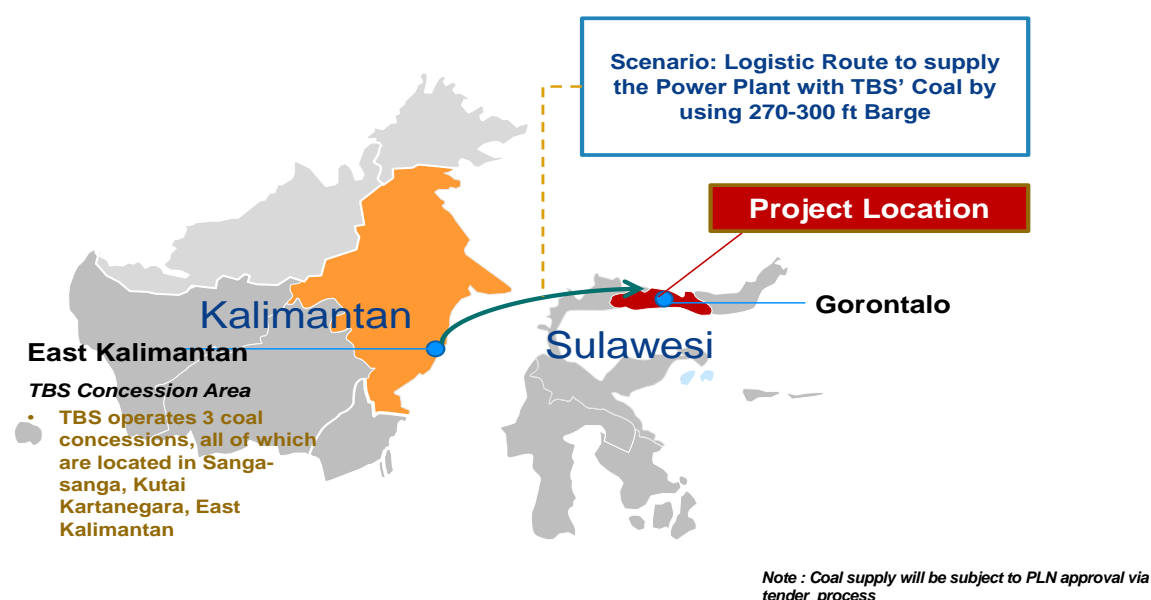 Scenario: Logistic Route to supply
the Power Plant with TBS’ Coal by
using 270-300 ft Barge
Project Location
Kalimantan
Gorontalo
Sulawesi
East Kalimantan
TBS Concession Area
• TBS operates 3 coal
concessions, all of which
are located in Sanga-
sanga, Kutai
Kartanegara, East
Kalimantan
Note : Coal supply will be subject to PLN approval via
tender process